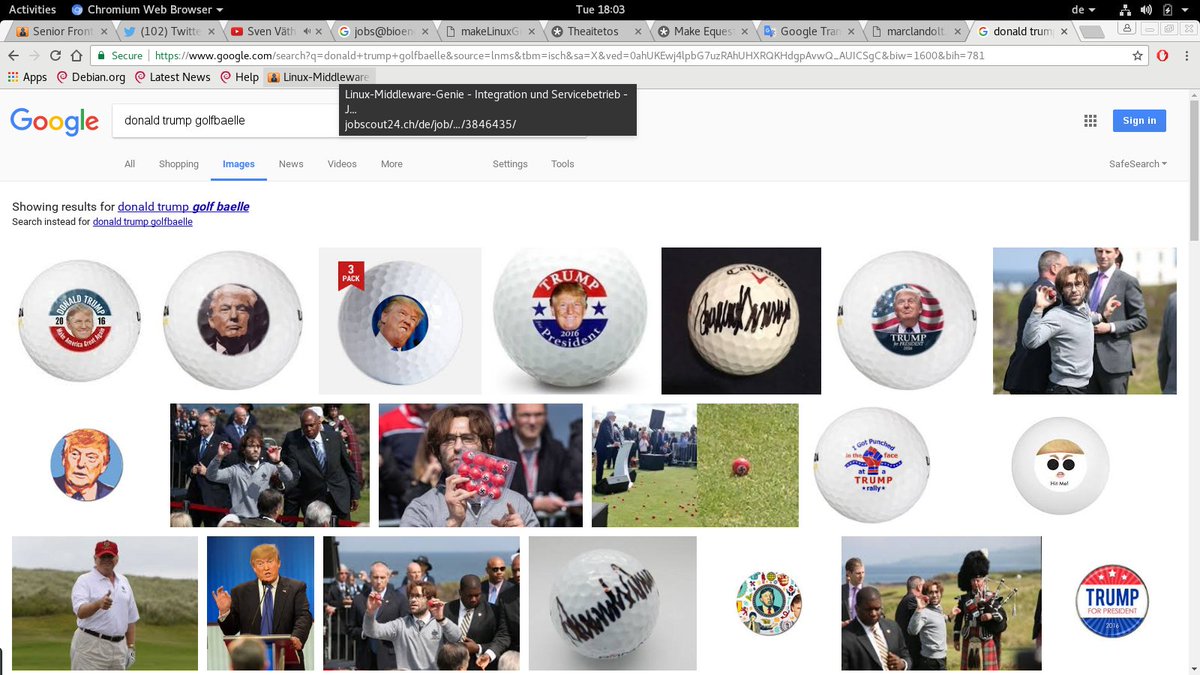 Activities Chromium Web Browser Tue 18:03 de
Senior Front (102) Twitte Sven Väth jobs@bioen makeLinuxG Theaitetos Make Equest Google Tran marclandolt. donald trum
Secure https://www.google.com/search?q=donald+trump+golfbaelle&source=lnms&tbm=isch&sa=X&ved=0ahUKEwj4lpbG7uzRAhUHXRQKHdgpAvwQ_AUICSgC&biw=1600&bih=781
Apps Debian.org Latest News Help Linux-Middleware
Linux-Middleware-Genie - Integration und Servicebetrieb -
J...
jobscout24.ch/de/job/.../3846435/
Google donald trump golfbaelle Sign in
All Shopping Images News Videos More Settings Tools SafeSearch
Showing results for donald trump golf baelle
Search instead for donald trump golfbaelle
DONALD TRUMP
2016
Make America Great Again
3
PACK
TRUMP
for
2016
President
Callaway
TRUMP
I Got Punched
in the face
at a
TRUMP
rally
Hit Me!
TRUMP
FOR PRESIDENT
2016